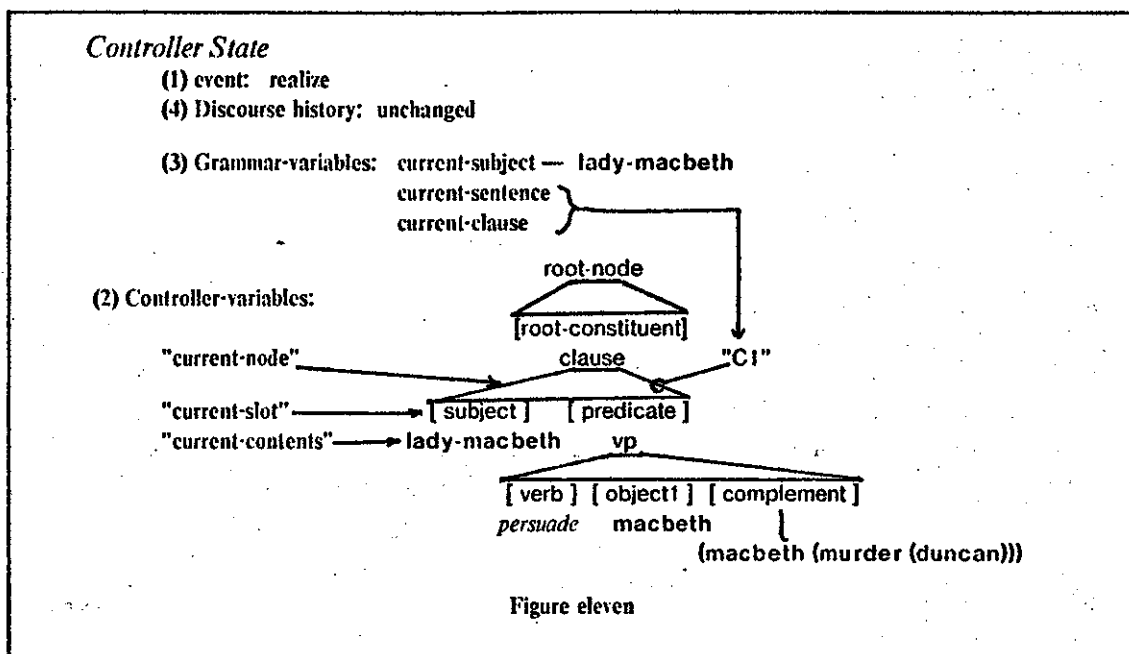 Controller State
(1) event: realize
(4) Discourse history: unchanged
(3) Grammar-variables: current-subject — lady-macbeth
current-sentence
current-clause
root-node
(2) Controller-variables:
[root-constituent]
"current-node" clause "C1"
"current-slot" [ subject ] [ predicate ]
"current-contents" lady-macbeth vp
[ verb ] [ object1 ] [ complement ]
persuade macbeth
(macbeth (murder (duncan)))
Figure eleven